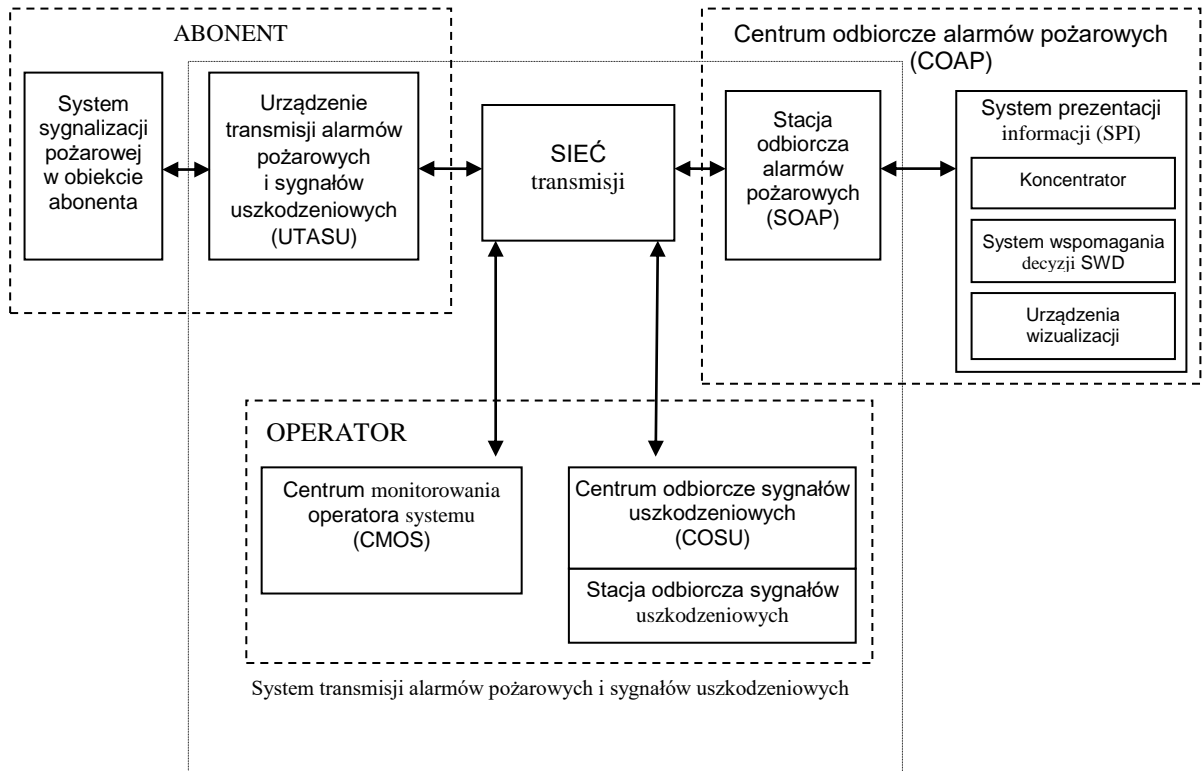 ABONENT
System
sygnalizacji
pożarowej
w obiekcie
abonenta
Urządzenie
transmisji alarmów
pożarowych
i sygnałów
uszkodzeniowych
(UTASU)
SIEĆ
transmisji
Centrum odbiorcze alarmów pożarowych
(COAP)
Stacja
odbiorcza
alarmów
pożarowych
(SOAP)
System prezentacji
informacji (SPI)
Koncentrator
System wspomagania
decyzji SWD
Urządzenia
wizualizacji
OPERATOR
Centrum monitorowania
operatora systemu
(CMOS)
Centrum odbiorcze sygnałów
uszkodzeniowych
(COSU)
Stacja odbiorcza sygnałów
uszkodzeniowych
System transmisji alarmów pożarowych i sygnałów uszkodzeniowych